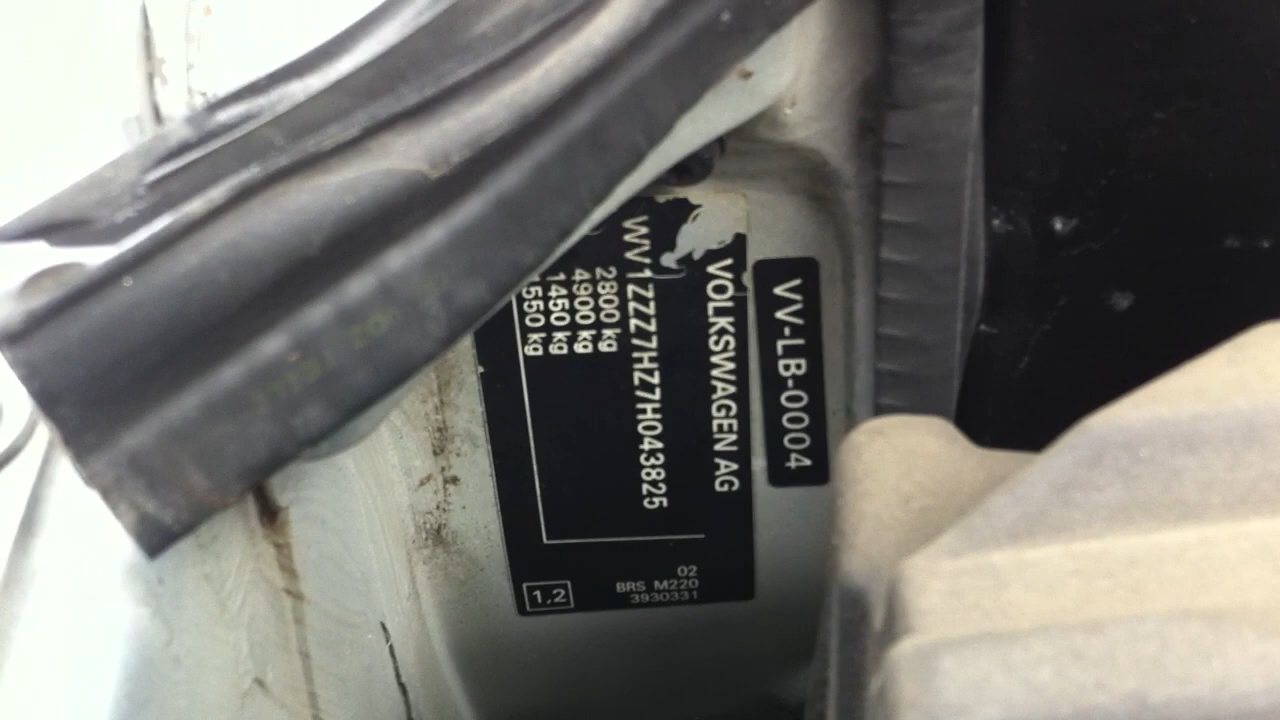 VV-LB-0004
VOLKSWAGEN AG
WV1ZZZ7HZ7H043825
2800 kg
4900 kg
1450 kg
1550 kg
02
BRS M220
3930331
1,2